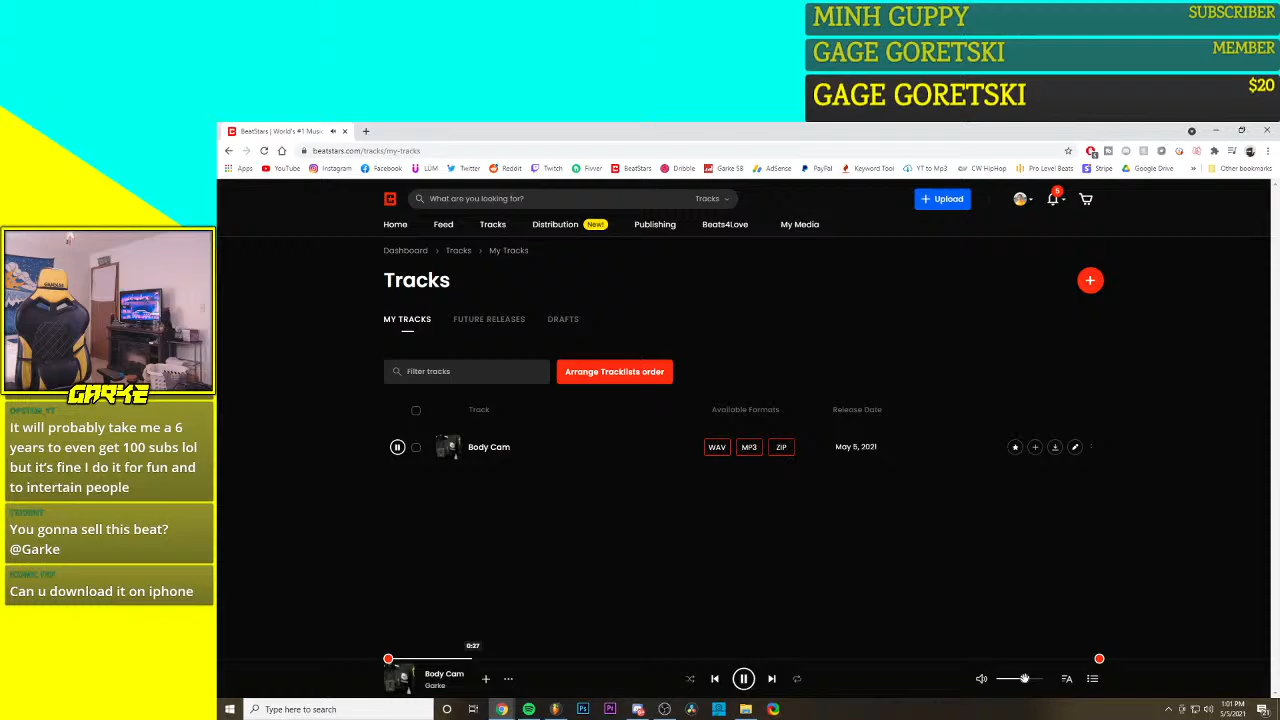 MINH GUPPY
SUBSCRIBER
GAGE GORETSKI
MEMBER
GAGE GORETSKI
$20
BeatStars | World's #1 Music
beatstars.com/tracks/my-tracks
Apps YouTube Instagram Facebook LÜM Twitter Reddit Twitch Fiverr BeatStars Dribble Garke SB AdSense PayPal Keyword Tool YT to Mp3 CW HipHop Pro Level Beats Stripe Google Drive » Other bookmarks
What are you looking for? Tracks
+ Upload
5
Home Feed Tracks Distribution New! Publishing Beats4Love My Media
Dashboard > Tracks > My Tracks
Tracks
MY TRACKS FUTURE RELEASES DRAFTS
Filter tracks
Arrange Tracklists order
Track Available Formats Release Date
Body Cam WAV MP3 ZIP May 5, 2021
GARKE
OPSTEM_YT
It will probably take me a 6
years to even get 100 subs lol
but it's fine I do it for fun and
to intertain people
You gonna sell this beat?
@Garke
Can u download it on iphone
0:27
Body Cam
Garke
Type here to search
1:01 PM
5/5/2021